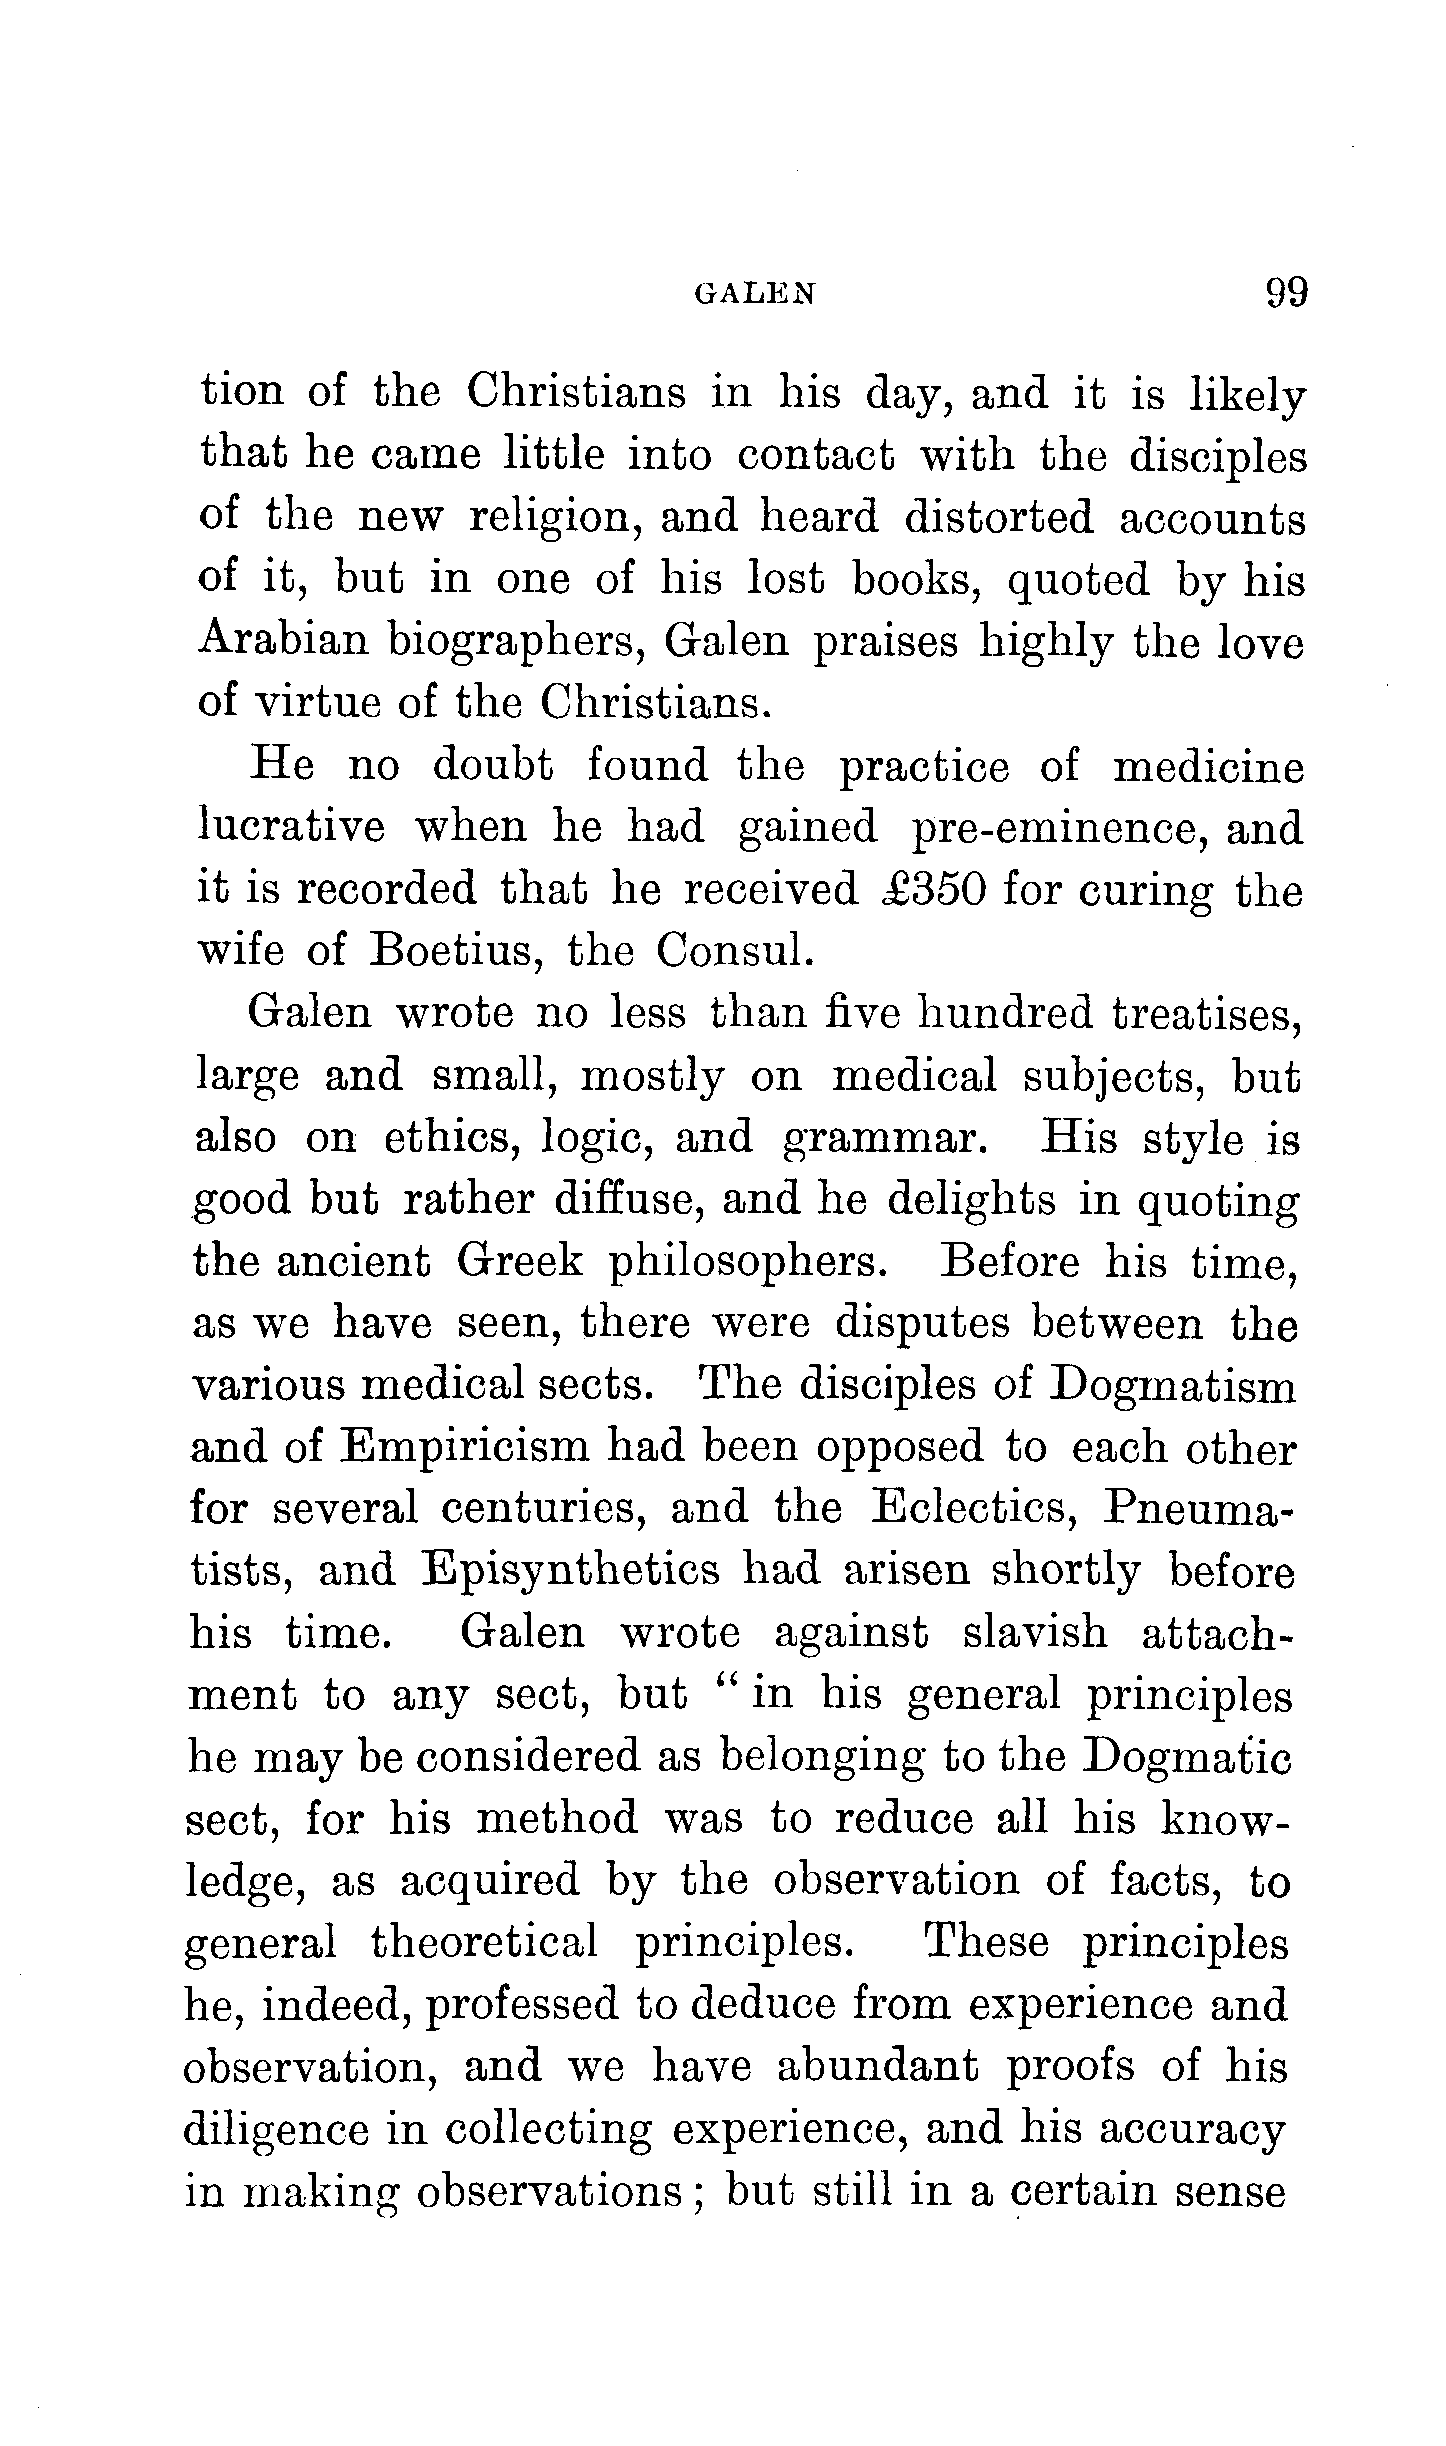 GALEN 99
tion of the Christians in his day, and it is likely
that he came little into contact with the disciples
of the new religion, and heard distorted accounts
of it, but in one of his lost books, quoted by his
Arabian biographers, Galen praises highly the love
of virtue of the Christians.
He no doubt found the practice of medicine
lucrative when he had gained pre-eminence, and
it is recorded that he received £350 for curing the
wife of Boetius, the Consul.
Galen wrote no less than five hundred treatises,
large and small, mostly on medical subjects, but
also on ethics, logic, and grammar. His style is
good but rather diffuse, and he delights in quoting
the ancient Greek philosophers. Before his time,
as we have seen, there were disputes between the
various medical sects. The disciples of Dogmatism
and of Empiricism had been opposed to each other
for several centuries, and the Eclectics, Pneuma-
tists, and Episynthetics had arisen shortly before
his time. Galen wrote against slavish attach-
ment to any sect, but “ in his general principles
he may be considered as belonging to the Dogmatic
sect, for his method was to reduce all his know-
ledge, as acquired by the observation of facts, to
general theoretical principles. These principles
he, indeed, professed to deduce from experience and
observation, and we have abundant proofs of his
diligence in collecting experience, and his accuracy
in making observations ; but still in a certain sense